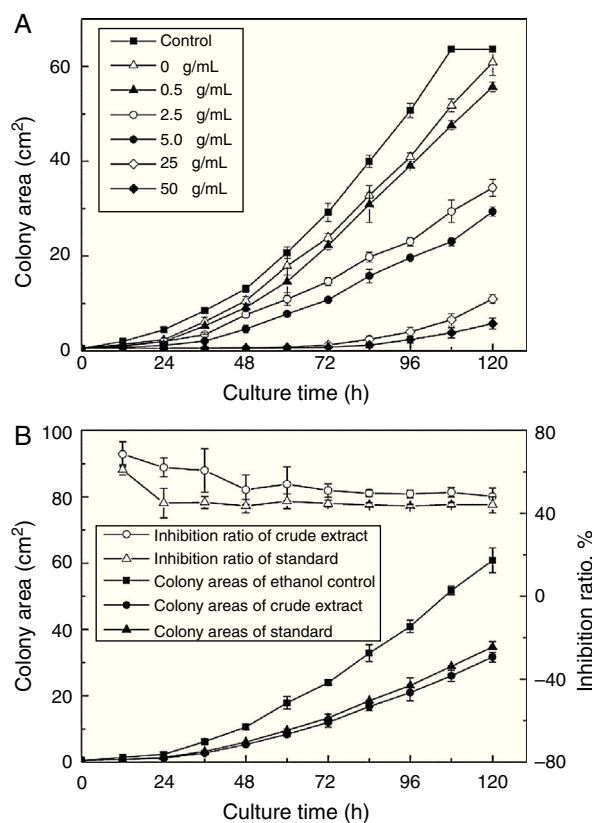 A
Control
0 g/mL
0.5 g/mL
2.5 g/mL
5.0 g/mL
25 g/mL
50 g/mL
60
40
20
0
Colony area (cm²)
0 24 48 72 96 120
Culture time (h)
B
100
80
60
40
20
0
Colony area (cm²)
Inhibition ratio of crude extract
Inhibition ratio of standard
Colony areas of ethanol control
Colony areas of crude extract
Colony areas of standard
80
40
0
−40
−80
Inhibition ratio, %
0 24 48 72 96 120
Culture time (h)